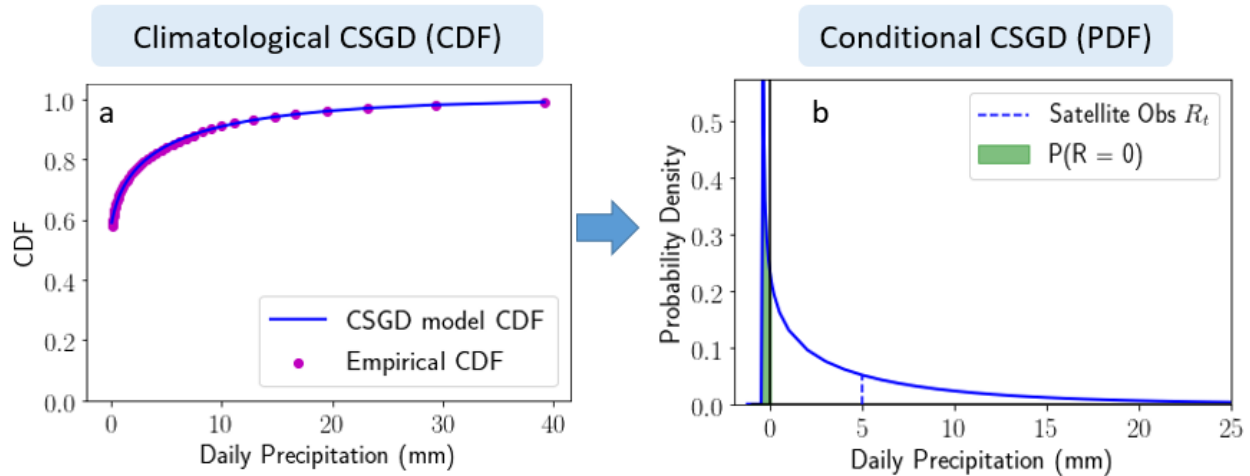 Climatological CSGD (CDF)
Conditional CSGD (PDF)
a
CDF
1.0
0.8
0.6
0.4
0.2
0.0
CSGD model CDF
Empirical CDF
0
10
20
30
40
Daily Precipitation (mm)
b
Probability Density
0.5
0.4
0.3
0.2
0.1
0.0
Satellite Obs R_t
P(R = 0)
0
5
10
15
20
25
Daily Precipitation (mm)